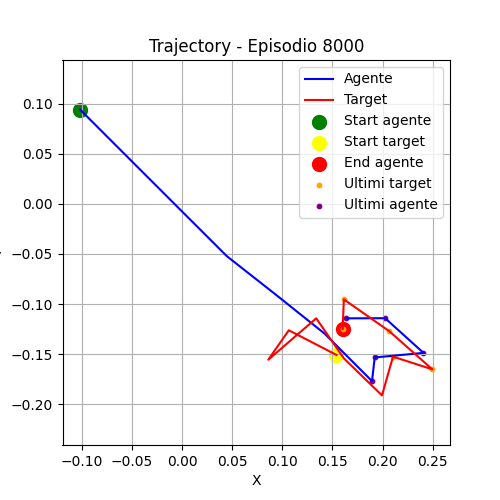 Trajectory - Episodio 8000
Agente
Target
Start agente
Start target
End agente
Ultimi target
Ultimi agente
0.10
0.05
0.00
−0.05
−0.10
−0.15
−0.20
−0.10 −0.05 0.00 0.05 0.10 0.15 0.20 0.25
X